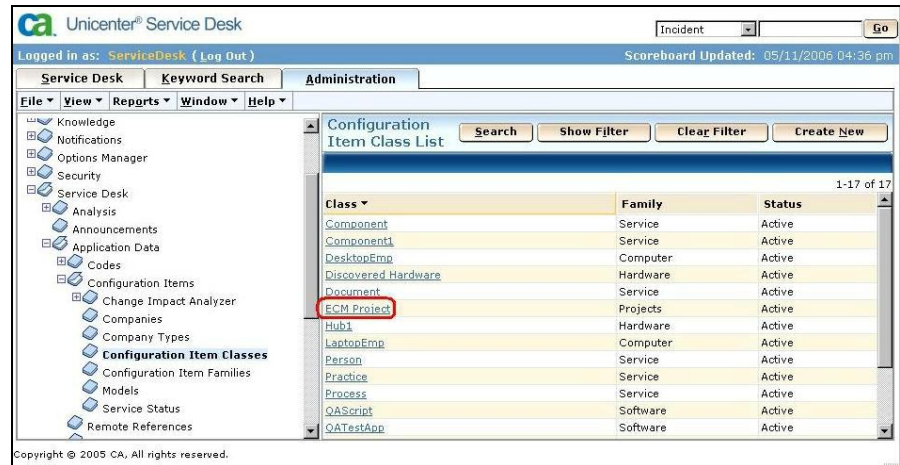 ca Unicenter® Service Desk
Incident
Go
Logged in as: ServiceDesk ( Log Out )
Scoreboard Updated: 05/11/2006 04:36 pm
Service Desk
Keyword Search
Administration
File View Reports Window Help
Knowledge
Notifications
Options Manager
Security
Service Desk
Analysis
Announcements
Application Data
Codes
Configuration Items
Change Impact Analyzer
Companies
Company Types
Configuration Item Classes
Configuration Item Families
Models
Service Status
Remote References
Configuration
Item Class List
Search
Show Filter
Clear Filter
Create New
1-17 of 17
Class Family Status
Component Service Active
Component1 Service Active
DesktopEmp Computer Active
Discovered Hardware Hardware Active
Document Service Active
ECM Project Projects Active
Hub1 Hardware Active
LaptopEmp Computer Active
Person Service Active
Practice Service Active
Process Service Active
QAScript Software Active
QATestApp Software Active
Copyright © 2005 CA, All rights reserved.